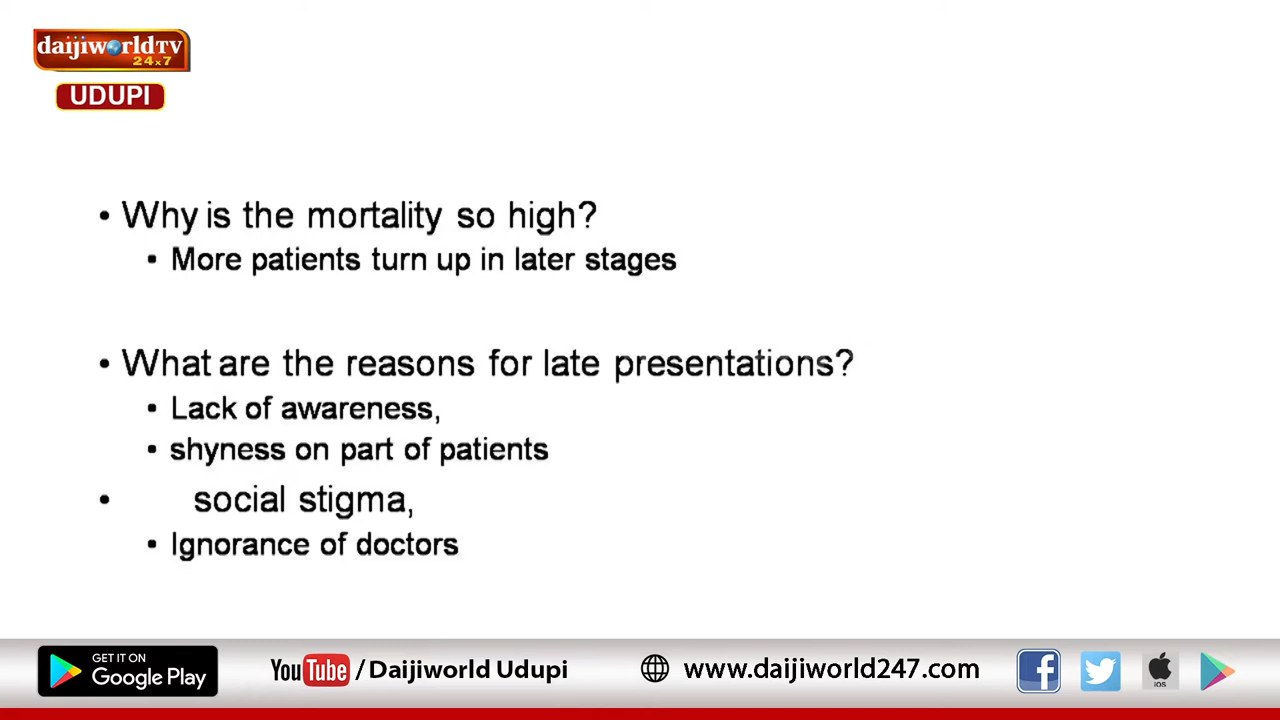 daijiworldTV
24x7
UDUPI
• Why is the mortality so high?
• More patients turn up in later stages
• What are the reasons for late presentations?
• Lack of awareness,
• shyness on part of patients
• social stigma,
• Ignorance of doctors
GET IT ON
Google Play
YouTube /Daijiworld Udupi
www.daijiworld247.com
iOS